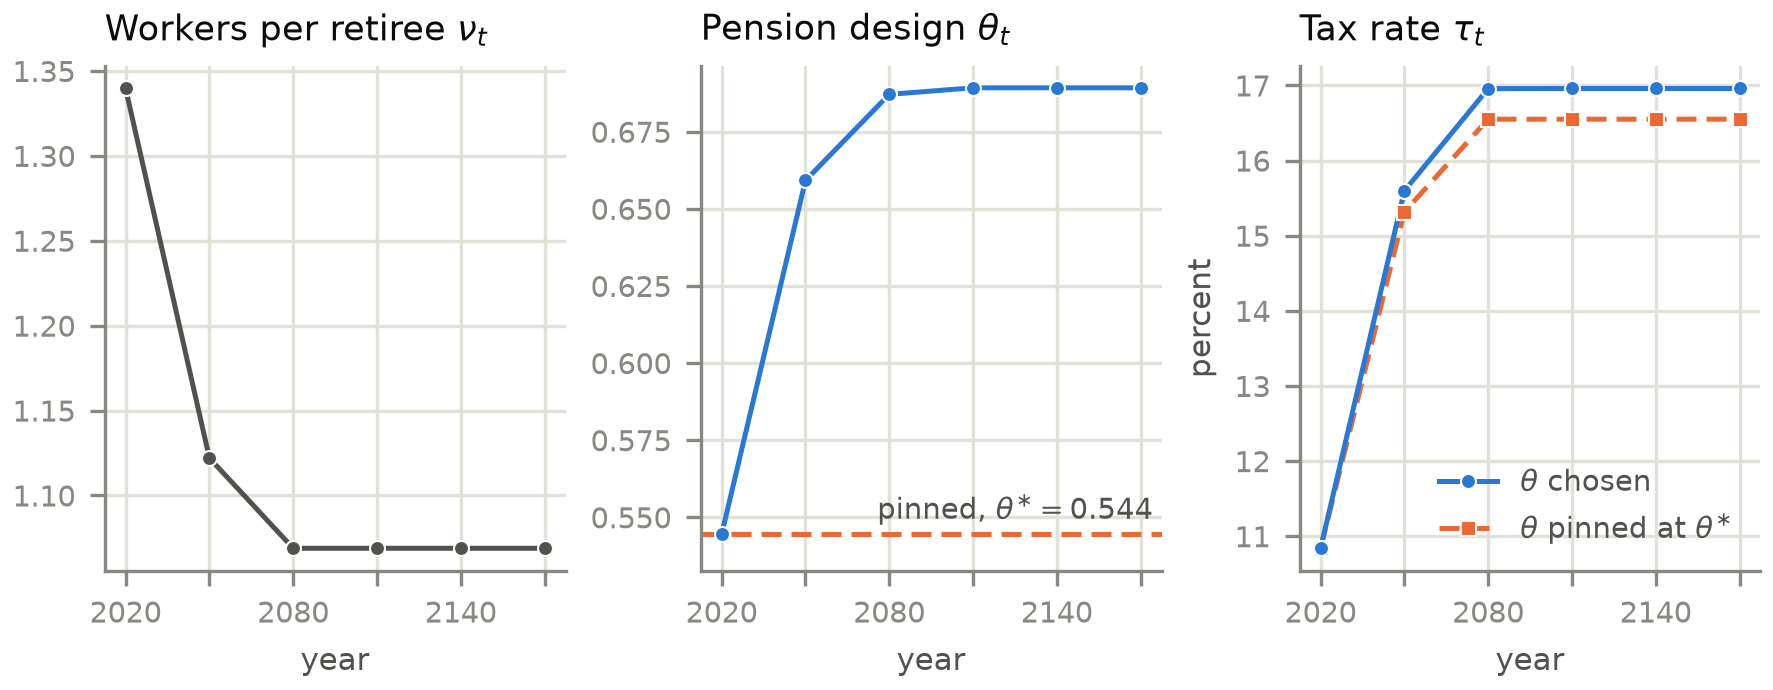 Workers per retiree νₜ
1.35
1.30
1.25
1.20
1.15
1.10
2020 2080 2140
year
Pension design θₜ
0.675
0.650
0.625
0.600
0.575
0.550
pinned, θ* = 0.544
2020 2080 2140
year
Tax rate τₜ
percent
17
16
15
14
13
12
11
θ chosen
θ pinned at θ*
2020 2080 2140
year